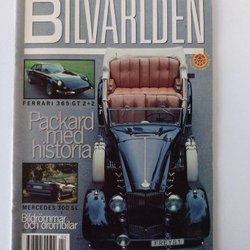 BILVÄRLDEN
FERRARI 365 GT 2+2
Packard
med
historia
MERCEDES 300 SL
Bildrömmar
och drömbilar